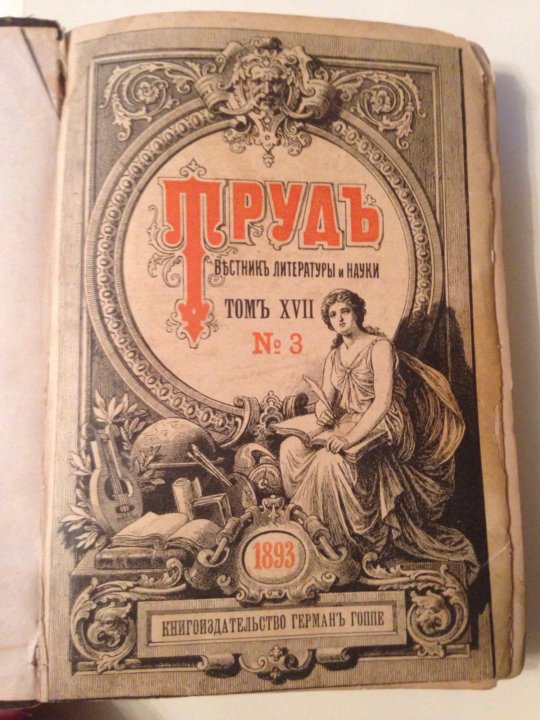 ТРУДЪ
ВѢСТНИКЪ ЛИТЕРАТУРЫ и НАУКИ
ТОМЪ XVII
№ 3
1893
КНИГОИЗДАТЕЛЬСТВО ГЕРМАНЪ ГОППЕ